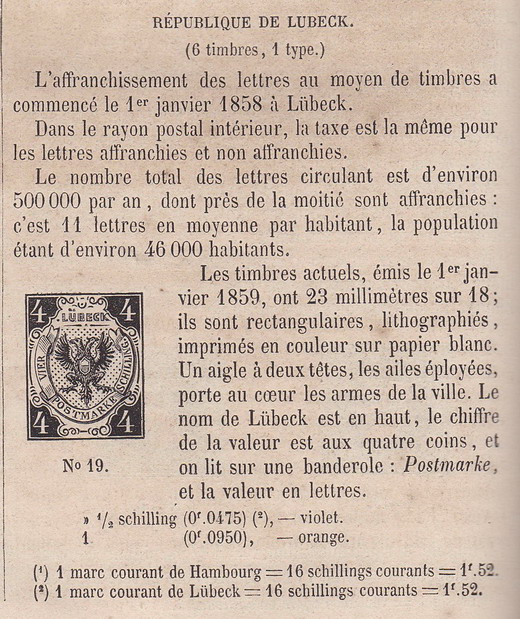 RÉPUBLIQUE DE LUBECK.
(6 timbres, 1 type.)
L'affranchissement des lettres au moyen de timbres a
commencé le 1er janvier 1858 à Lübeck.
Dans le rayon postal intérieur, la taxe est la même pour
les lettres affranchies et non affranchies.
Le nombre total des lettres circulant est d'environ
500 000 par an, dont près de la moitié sont affranchies :
c'est 11 lettres en moyenne par habitant, la population
étant d'environ 46 000 habitants.
Les timbres actuels, émis le 1er jan-
vier 1859, ont 23 millimètres sur 18;
ils sont rectangulaires, lithographiés,
imprimés en couleur sur papier blanc.
Un aigle à deux têtes, les ailes éployées,
porte au cœur les armes de la ville. Le
nom de Lübeck est en haut, le chiffre
de la valeur est aux quatre coins, et
on lit sur une banderole : Postmarke,
et la valeur en lettres.
4 4
LÜBECK
VIER POSTMARKE SCHILLING
4 4
No 19.
» 1/2 schilling (0f.0475) (2), — violet.
1 (0f.0950), — orange.
(1) 1 marc courant de Hambourg = 16 schillings courants = 1f.52.
(2) 1 marc courant de Lübeck = 16 schillings courants = 1f.52.